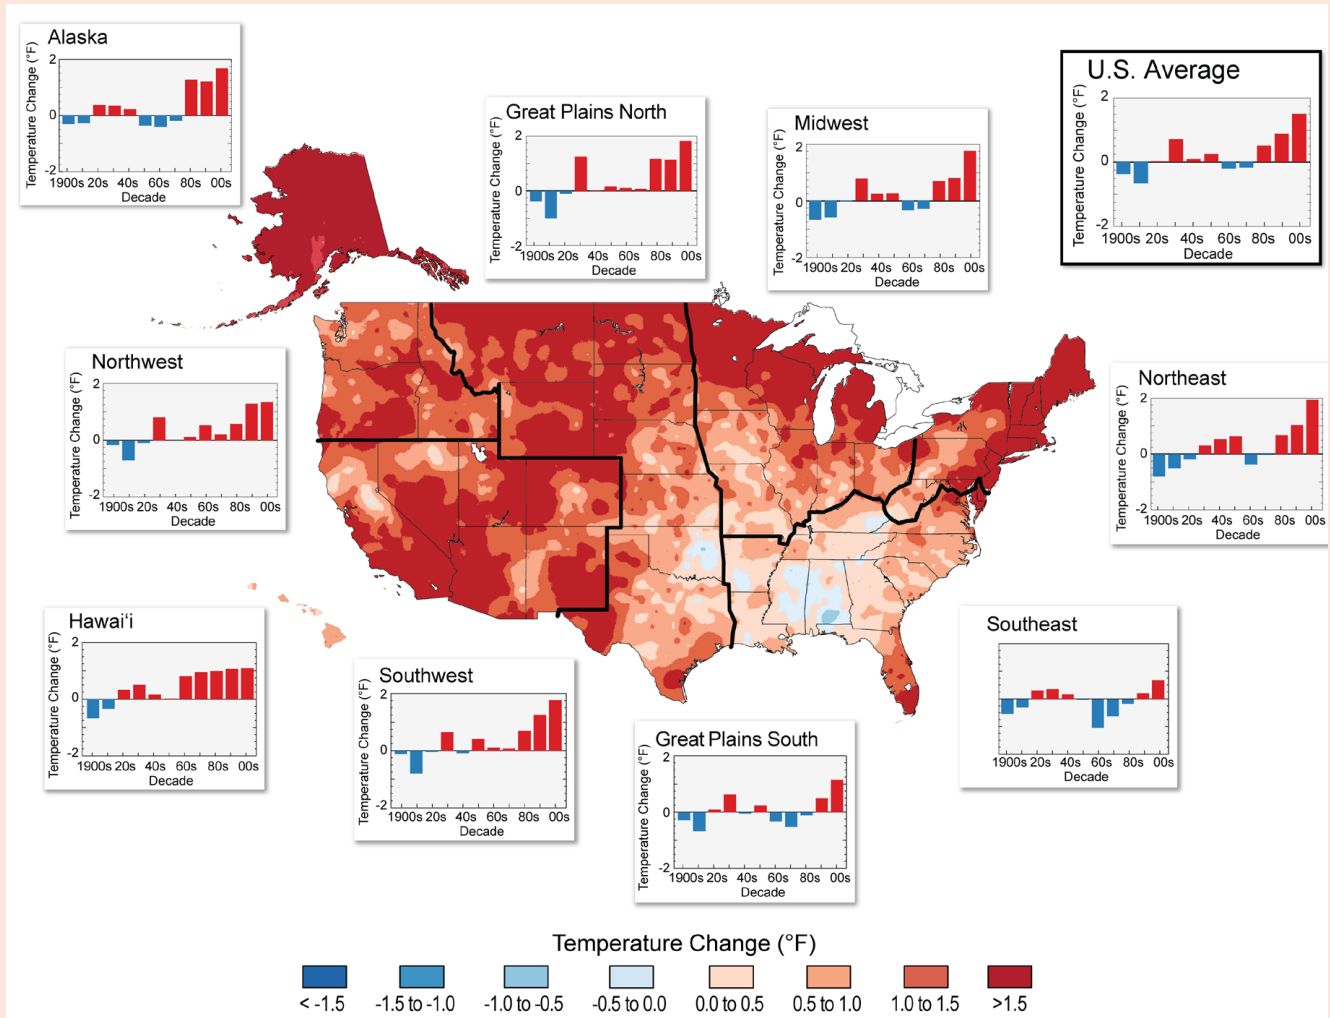 Alaska
Temperature Change (°F)
2
0
-2
1900s 20s 40s 60s 80s 00s
Decade
Great Plains North
Temperature Change (°F)
2
0
-2
1900s 20s 40s 60s 80s 00s
Decade
Midwest
Temperature Change (°F)
2
0
-2
1900s 20s 40s 60s 80s 00s
Decade
U.S. Average
Temperature Change (°F)
2
0
-2
1900s 20s 40s 60s 80s 00s
Decade
Northwest
Temperature Change (°F)
2
0
-2
1900s 20s 40s 60s 80s 00s
Decade
Northeast
Temperature Change (°F)
2
0
-2
1900s 20s 40s 60s 80s 00s
Decade
Hawai‘i
Temperature Change (°F)
2
0
-2
1900s 20s 40s 60s 80s 00s
Decade
Southwest
Temperature Change (°F)
2
0
-2
1900s 20s 40s 60s 80s 00s
Decade
Great Plains South
Temperature Change (°F)
2
0
-2
1900s 20s 40s 60s 80s 00s
Decade
Southeast
1900s 20s 40s 60s 80s 00s
Decade
Temperature Change (°F)
< -1.5 -1.5 to -1.0 -1.0 to -0.5 -0.5 to 0.0 0.0 to 0.5 0.5 to 1.0 1.0 to 1.5 >1.5